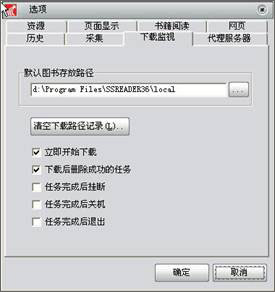 选项
资源 页面显示 书籍阅读 网页
历史 采集 下载监视 代理服务器
默认图书存放路径
d:\Program Files\SSREADER36\local ...
清空下载路径记录(L)..
立即开始下载
下载后删除成功的任务
任务完成后挂断
任务完成后关机
任务完成后退出
确定 取消